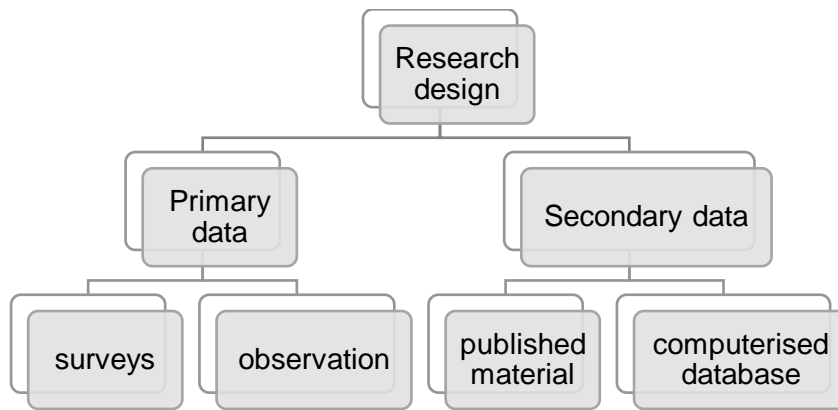 Research
design
Primary
data
Secondary data
surveys
observation
published
material
computerised
database